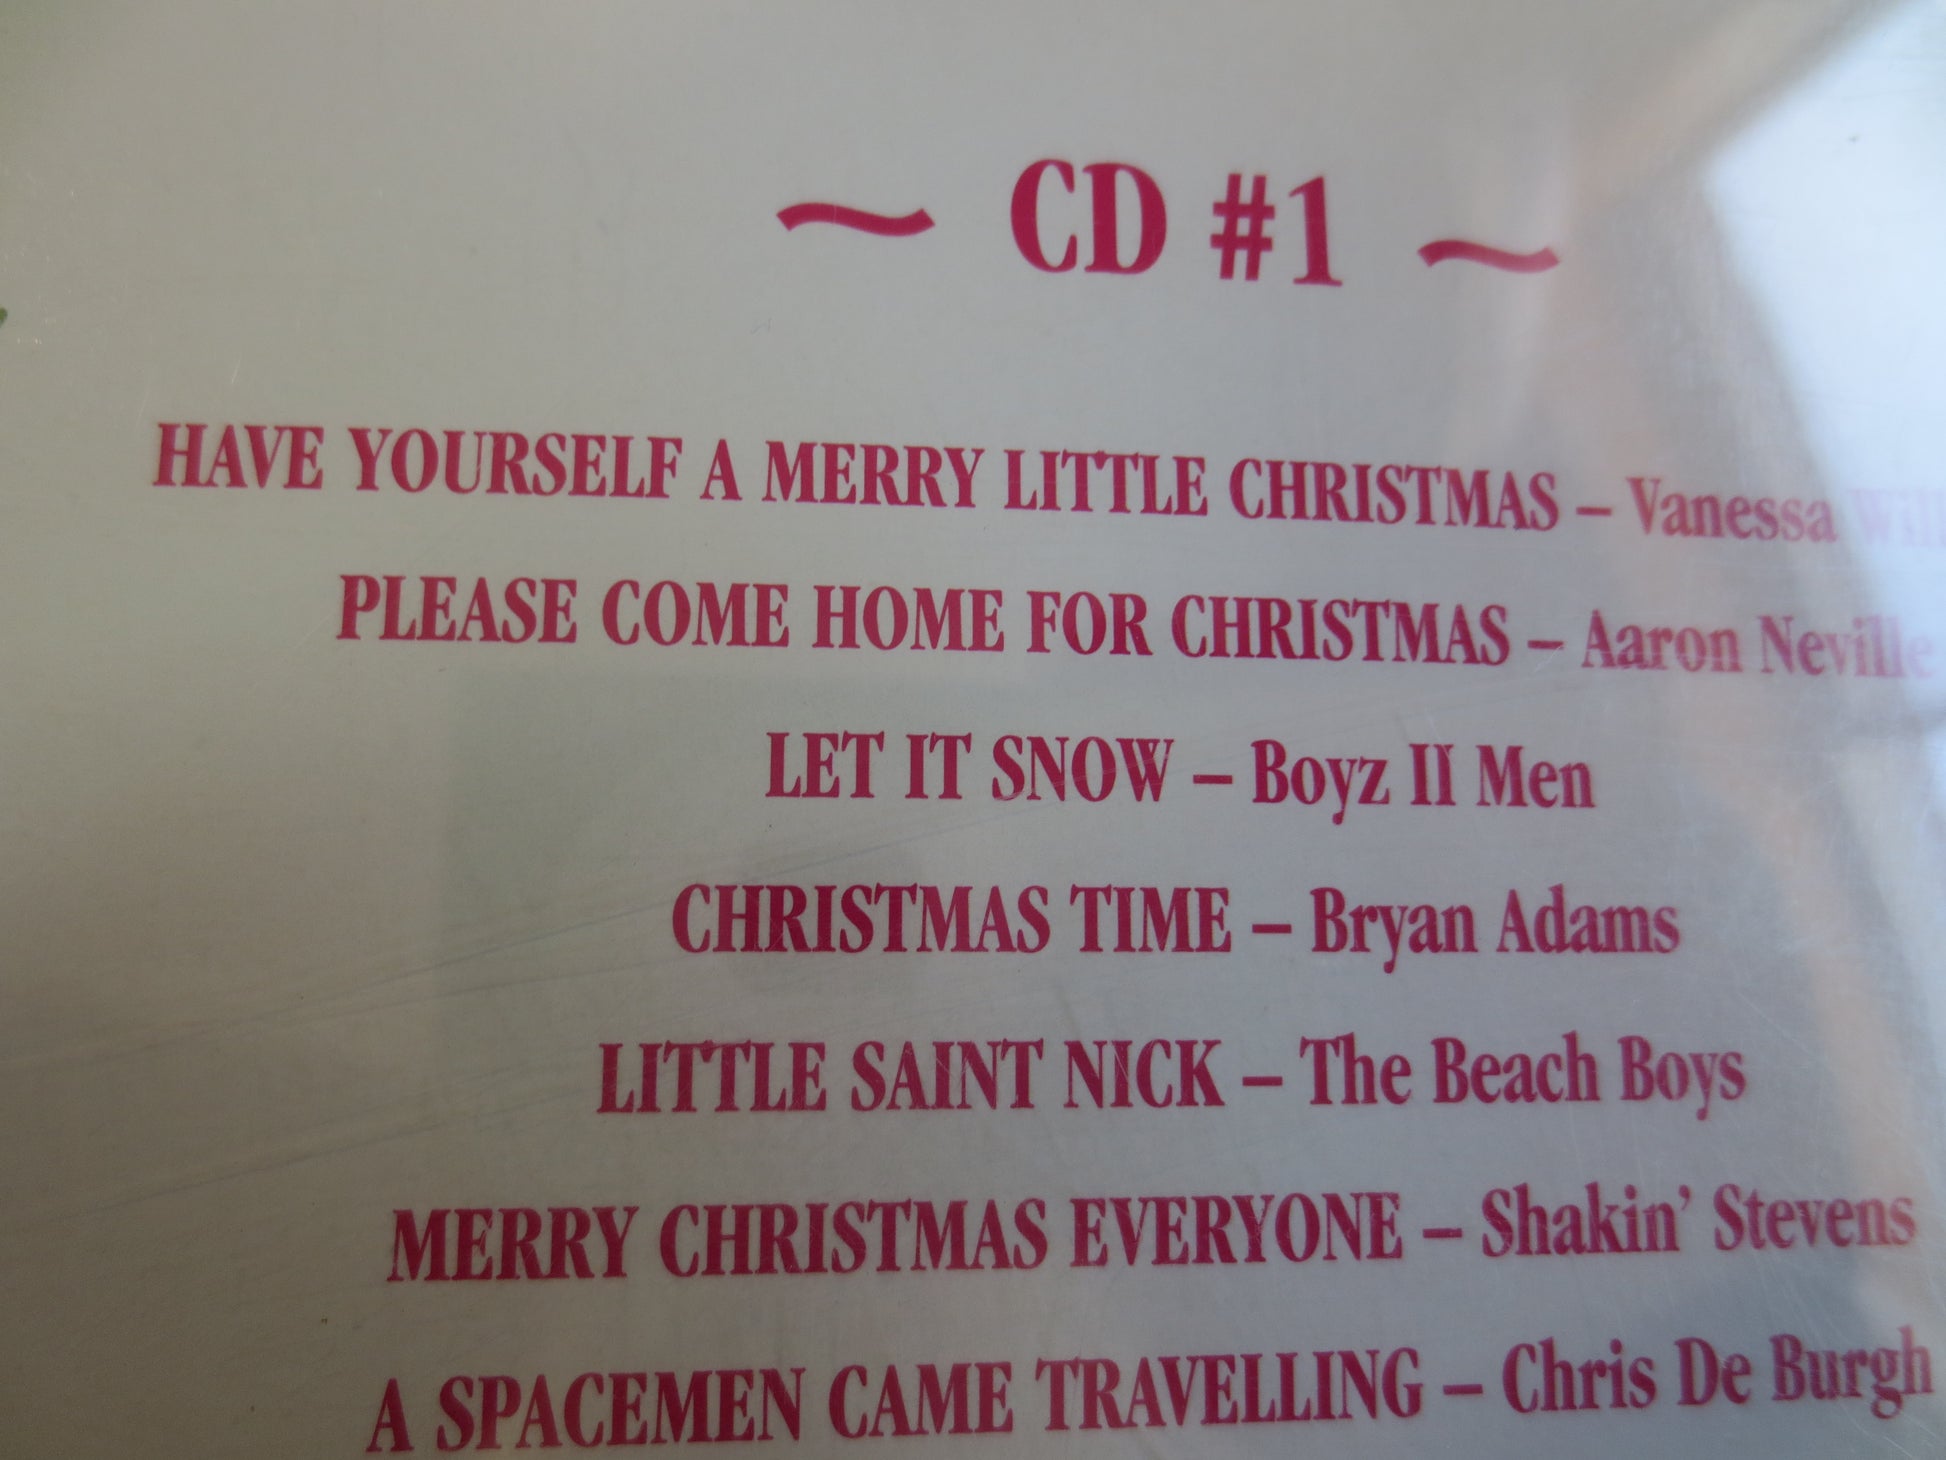 ~ CD #1 ~
HAVE YOURSELF A MERRY LITTLE CHRISTMAS – Vanessa
PLEASE COME HOME FOR CHRISTMAS – Aaron Neville
LET IT SNOW – Boyz II Men
CHRISTMAS TIME – Bryan Adams
LITTLE SAINT NICK – The Beach Boys
MERRY CHRISTMAS EVERYONE – Shakin' Stevens
A SPACEMEN CAME TRAVELLING – Chris De Burgh